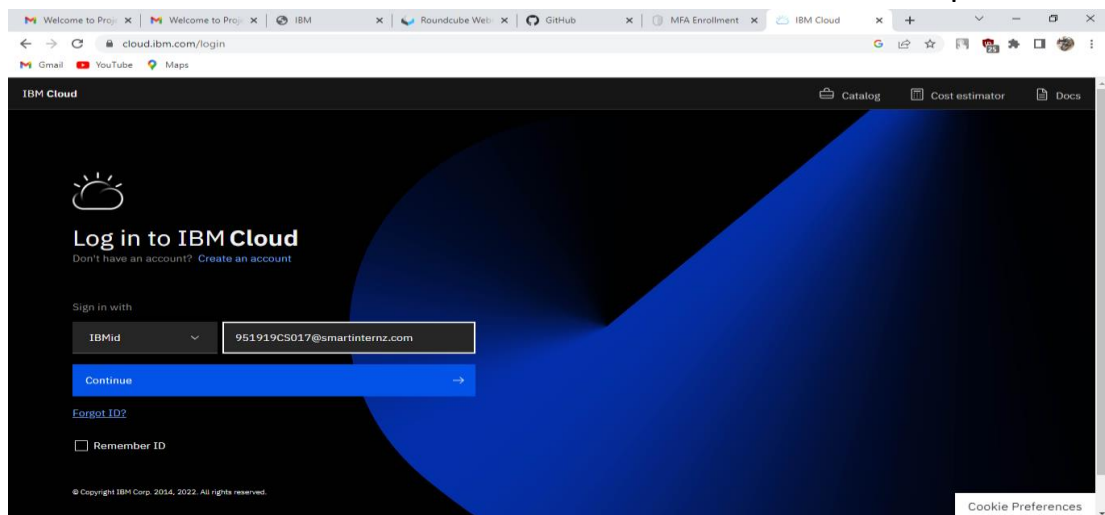 Welcome to Proj
Welcome to Proj
IBM
Roundcube Web
GitHub
MFA Enrollment
IBM Cloud
cloud.ibm.com/login
25
Gmail
YouTube
Maps
IBM Cloud
Catalog
Cost estimator
Docs
Log in to IBM Cloud
Don't have an account? Create an account
Sign in with
IBMid
951919CS017@smartinternz.com
Continue
Forgot ID?
Remember ID
© Copyright IBM Corp. 2014, 2022. All rights reserved.
Cookie Preferences